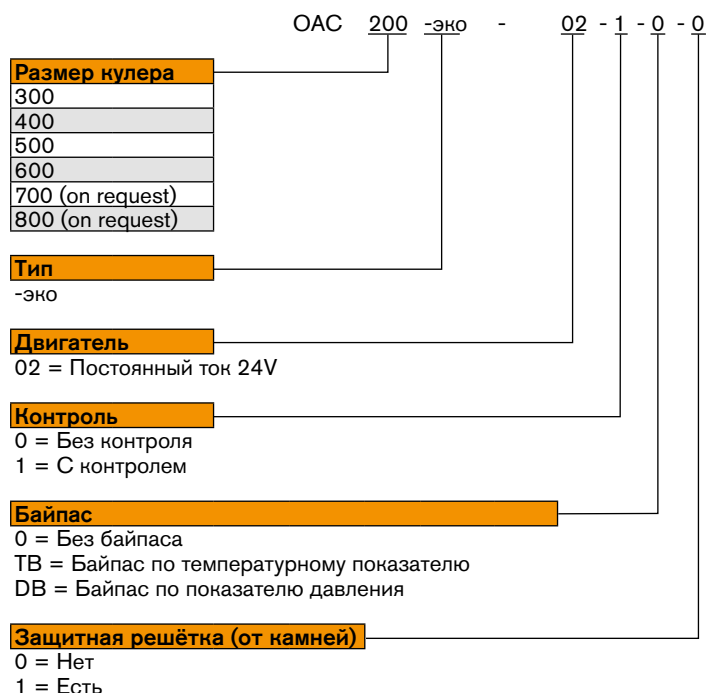 OAC 200 -эко - 02 - 1 - 0 - 0
Размер кулера
300
400
500
600
700 (on request)
800 (on request)
Тип
-эко
Двигатель
02 = Постоянный ток 24V
Контроль
0 = Без контроля
1 = С контролем
Байпас
0 = Без байпаса
TB = Байпас по температурному показателю
DB = Байпас по показателю давления
Защитная решётка (от камней)
0 = Нет
1 = Есть